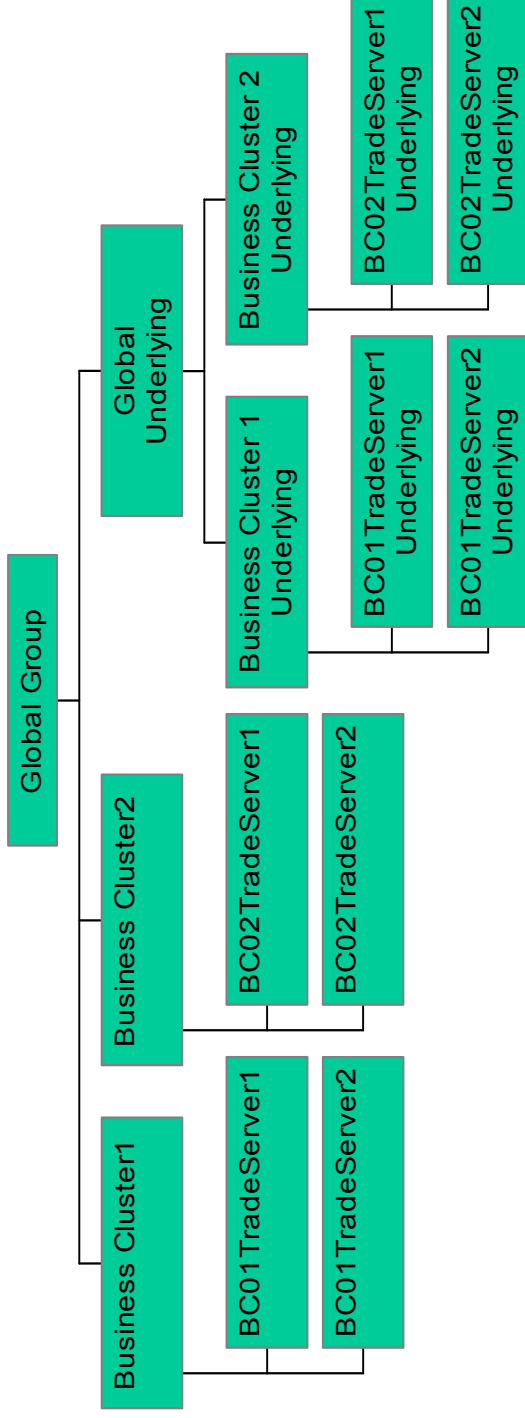 Global Group
Business Cluster1
Business Cluster2
Global
Underlying
BC01TradeServer1
BC01TradeServer2
BC02TradeServer1
BC02TradeServer2
Business Cluster 1
Underlying
Business Cluster 2
Underlying
BC01TradeServer1
Underlying
BC01TradeServer2
Underlying
BC02TradeServer1
Underlying
BC02TradeServer2
Underlying